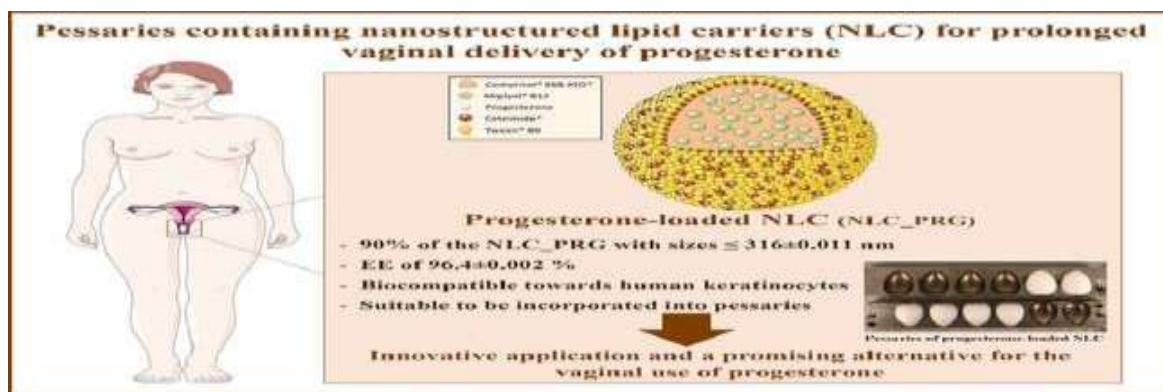 Pessaries containing nanostructured lipid carriers (NLC) for prolonged
vaginal delivery of progesterone
Progesterone
Cetrimide*
Tween® 80
Progesterone-loaded NLC (NLC_PRG)
- 90% of the NLC_PRG with sizes ≤ 316±0.011 nm
- EE of 96.4±0.002 %
- Biocompatible towards human keratinocytes
- Suitable to be incorporated into pessaries
Pessaries of progesterone-loaded NLC
Innovative application and a promising alternative for the
vaginal use of progesterone